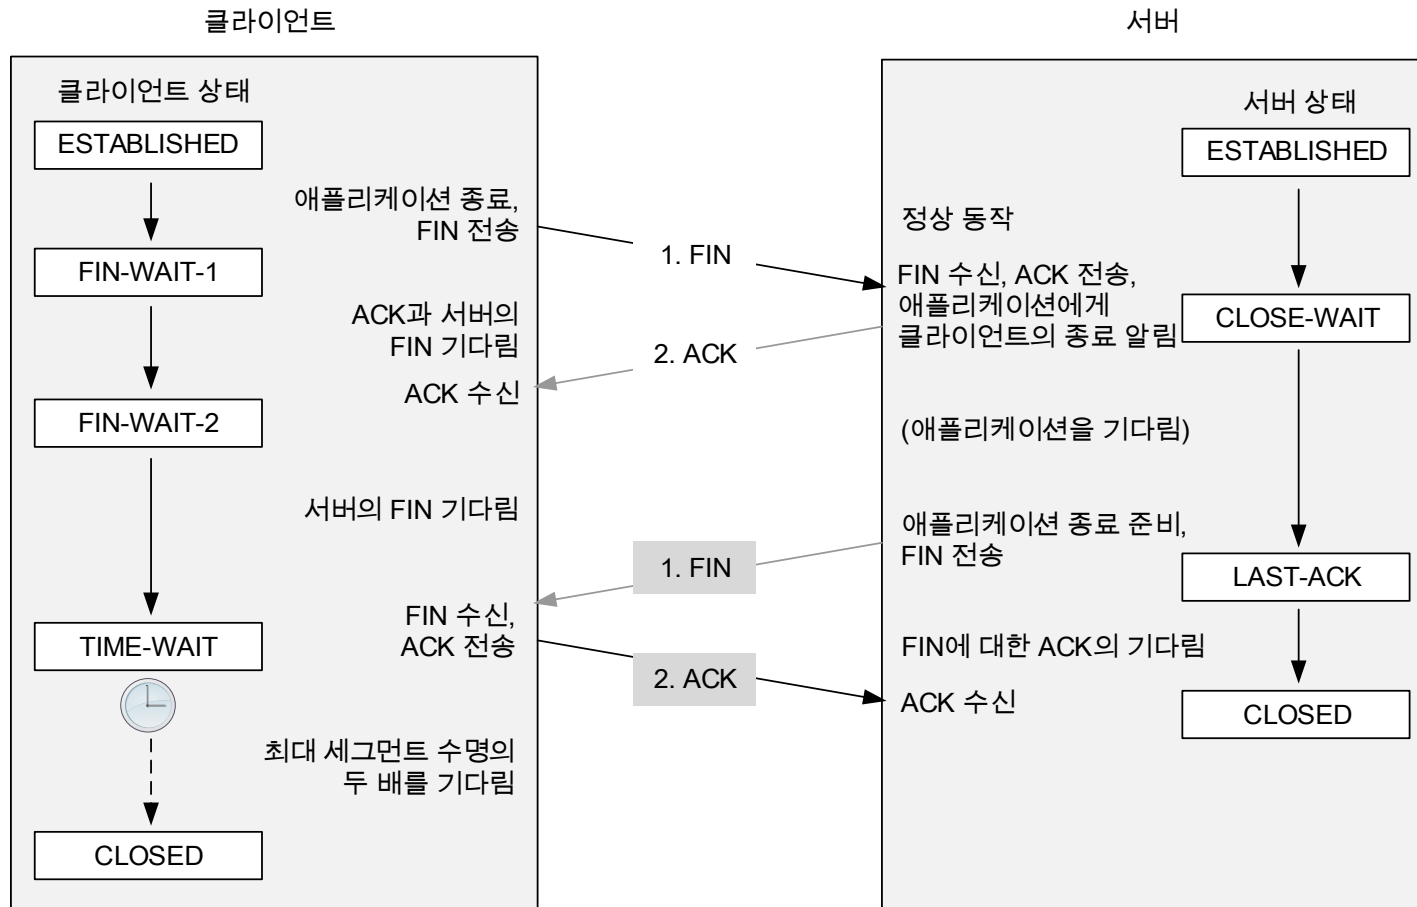 클라이언트
서버
클라이언트 상태
ESTABLISHED
애플리케이션 종료,
FIN 전송
FIN-WAIT-1
ACK과 서버의
FIN 기다림
ACK 수신
FIN-WAIT-2
서버의 FIN 기다림
FIN 수신,
ACK 전송
TIME-WAIT
최대 세그먼트 수명의
두 배를 기다림
CLOSED
1. FIN
2. ACK
1. FIN
2. ACK
서버 상태
ESTABLISHED
정상 동작
FIN 수신, ACK 전송,
애플리케이션에게
클라이언트의 종료 알림
CLOSE-WAIT
(애플리케이션을 기다림)
애플리케이션 종료 준비,
FIN 전송
LAST-ACK
FIN에 대한 ACK의 기다림
ACK 수신
CLOSED